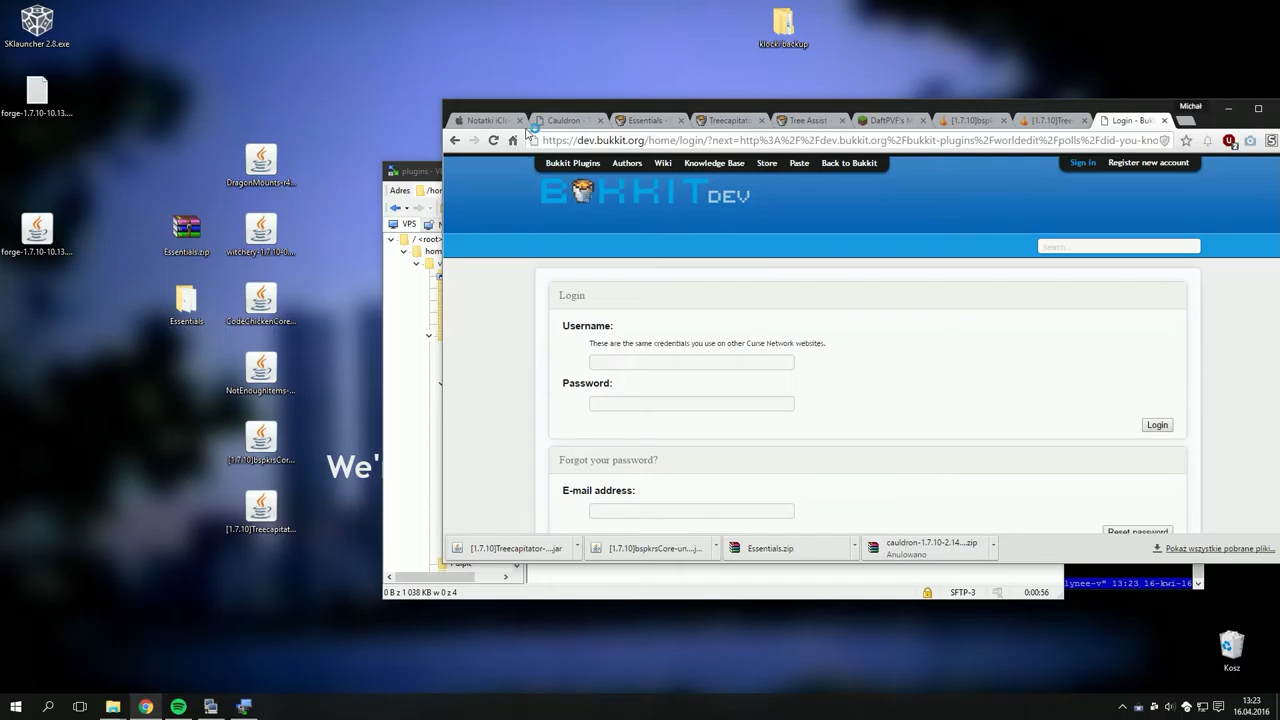 SKlauncher 2.8.exe
klocki backup
forge-1.7.10-10.13....
DragonMounts-r4...
forge-1.7.10-10.13....
Essentials.zip
witchery-1.7.10-0....
Essentials
CodeChickenCore...
NotEnoughItems-...
[1.7.10]bspkrsCor...
[1.7.10]Treecapitat...
We'l
Michał
Notatki iClo
Cauldron -
Essentials -
Treecapitat
Tree Assist
DaftPVF's M
[1.7.10]bspk
[1.7.10]Tree
Login - Buk
https://dev.bukkit.org/home/login/?next=http%3A%2F%2Fdev.bukkit.org%2Fbukkit-plugins%2Fworldedit%2Fpolls%2Fdid-you-kno
Bukkit Plugins Authors Wiki Knowledge Base Store Paste Back to Bukkit
Sign in Register new account
BUKKIT DEV
Search...
Login
Username:
These are the same credentials you use on other Curse Network websites.
Password:
Login
Forgot your password?
E-mail address:
Reset password
[1.7.10]Treecapitator-....jar
[1.7.10]bspkrsCore-un....j...
Essentials.zip
cauldron-1.7.10-2.14....zip
Anulowano
Pokaż wszystkie pobrane pliki...
plugins - V
Adres /hor
VPS N
/ <root>
hom
v
Pulpit
0 B z 1 038 KB w 0 z 4
SFTP-3
0:00:56
lynee-v" 13:23 16-kwi-16
Kosz
13:23
16.04.2016